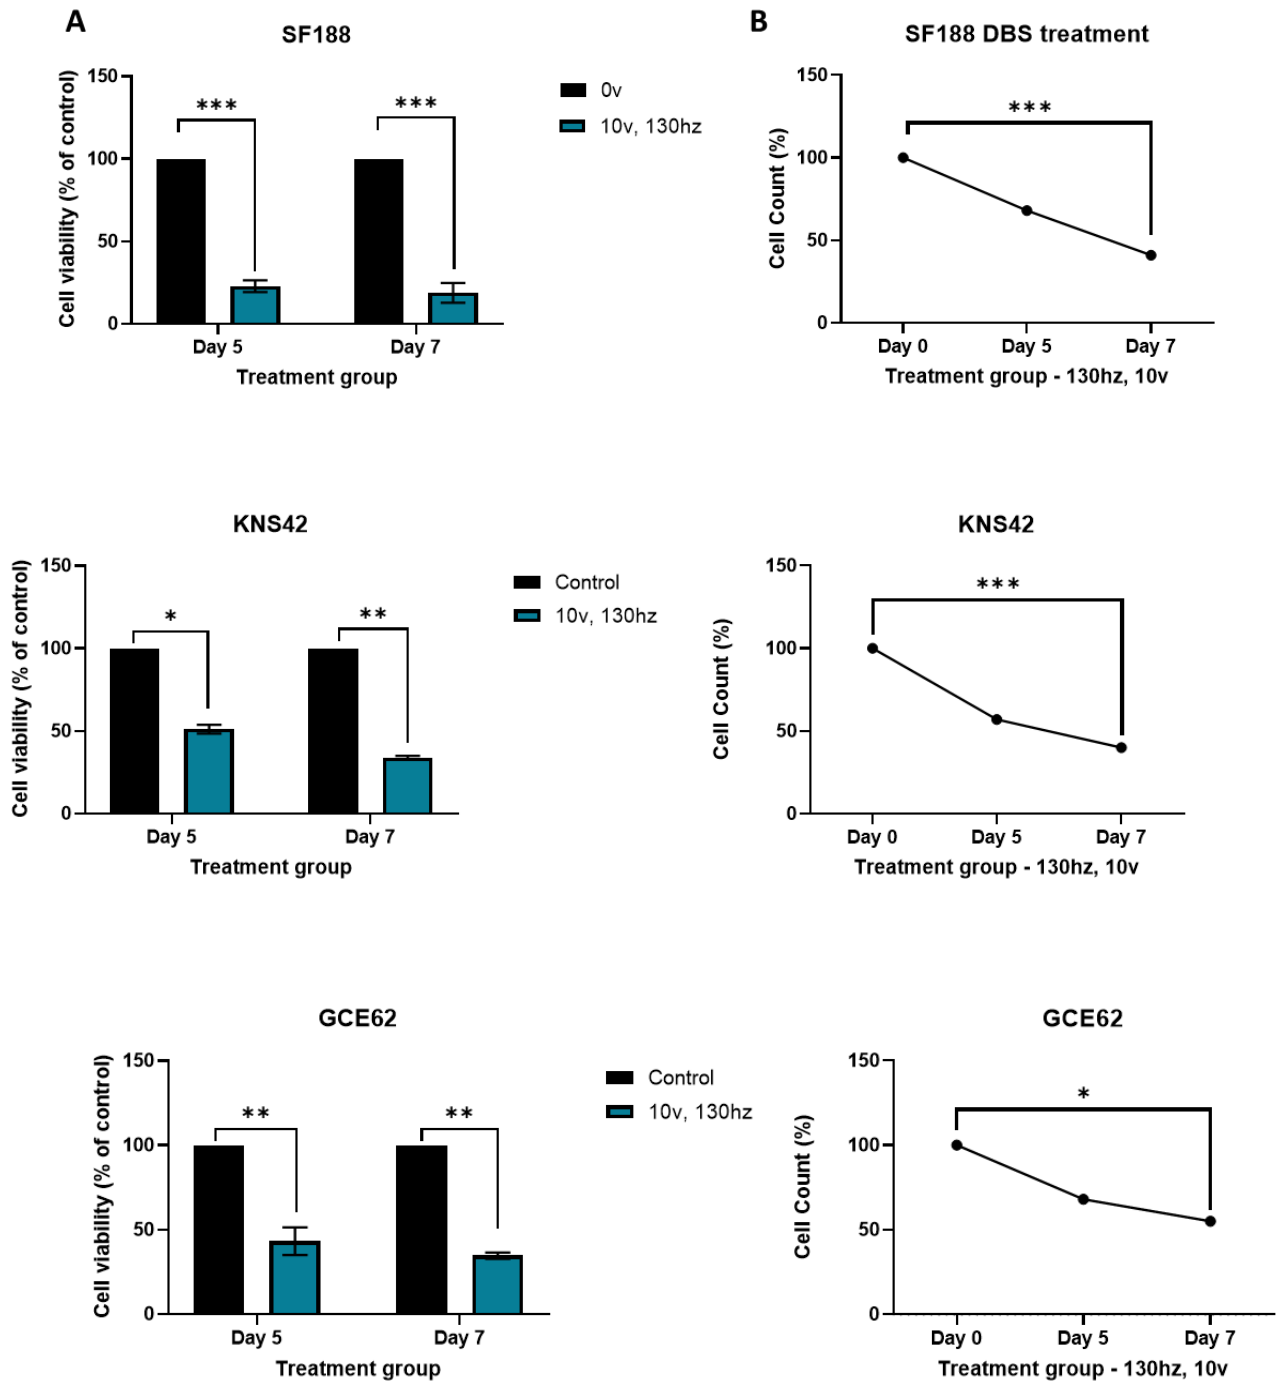 A
SF188
Cell viability (% of control)
150
100
50
0
***
***
Day 5
Day 7
Treatment group
0v
10v, 130hz
B
SF188 DBS treatment
Cell Count (%)
150
100
50
0
***
Day 0
Day 5
Day 7
Treatment group - 130hz, 10v
KNS42
Cell viability (% of control)
150
100
50
0
*
**
Day 5
Day 7
Treatment group
Control
10v, 130hz
KNS42
Cell Count (%)
150
100
50
0
***
Day 0
Day 5
Day 7
Treatment group - 130hz, 10v
GCE62
Cell viability (% of control)
150
100
50
0
**
**
Day 5
Day 7
Treatment group
Control
10v, 130hz
GCE62
Cell Count (%)
150
100
50
0
*
Day 0
Day 5
Day 7
Treatment group - 130hz, 10v